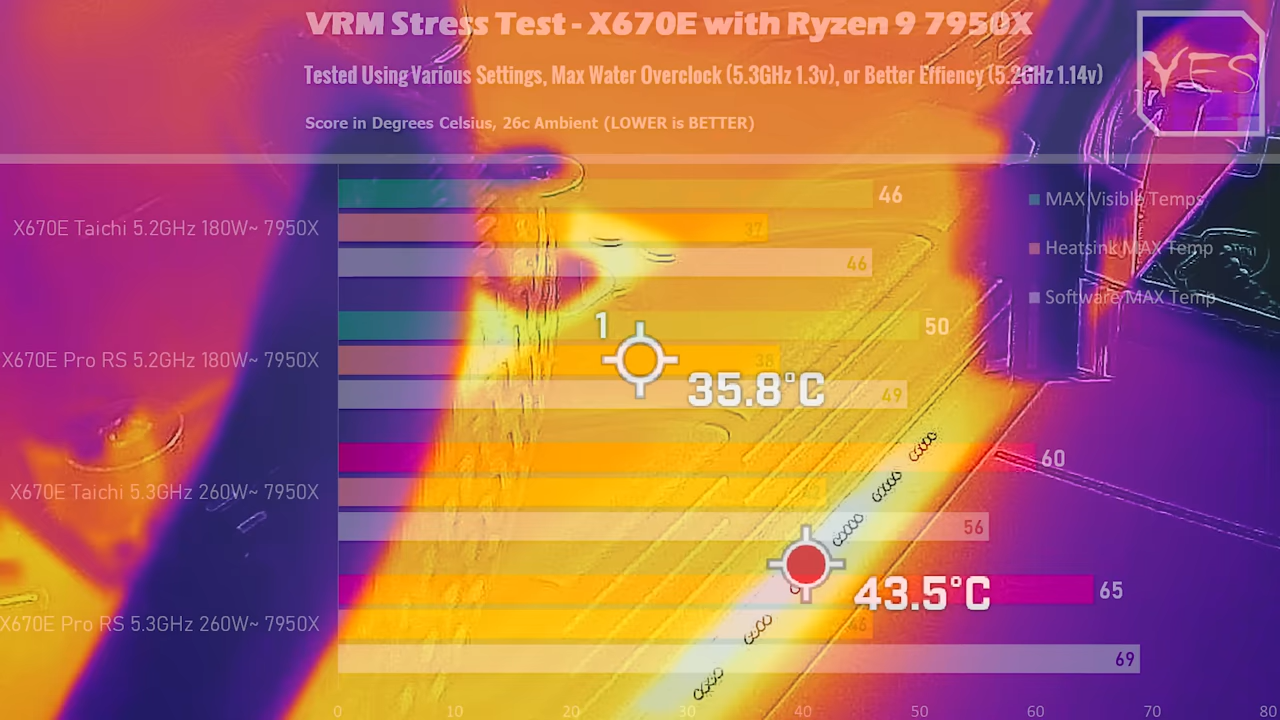 VRM Stress Test - X670E with Ryzen 9 7950X
Tested Using Various Settings, Max Water Overclock (5.3GHz 1.3v), or Better Effiency (5.2GHz 1.14v)
Score in Degrees Celsius, 26c Ambient (LOWER is BETTER)
YES
46
MAX Visible Temps
X670E Taichi 5.2GHz 180W~ 7950X
37
Heatsink MAX Temp
46
Software MAX Temp
1
50
X670E Pro RS 5.2GHz 180W~ 7950X
38
35.8°C
49
60
X670E Taichi 5.3GHz 260W~ 7950X
56
65
43.5°C
X670E Pro RS 5.3GHz 260W~ 7950X
46
69
0 10 20 30 40 50 60 70 80